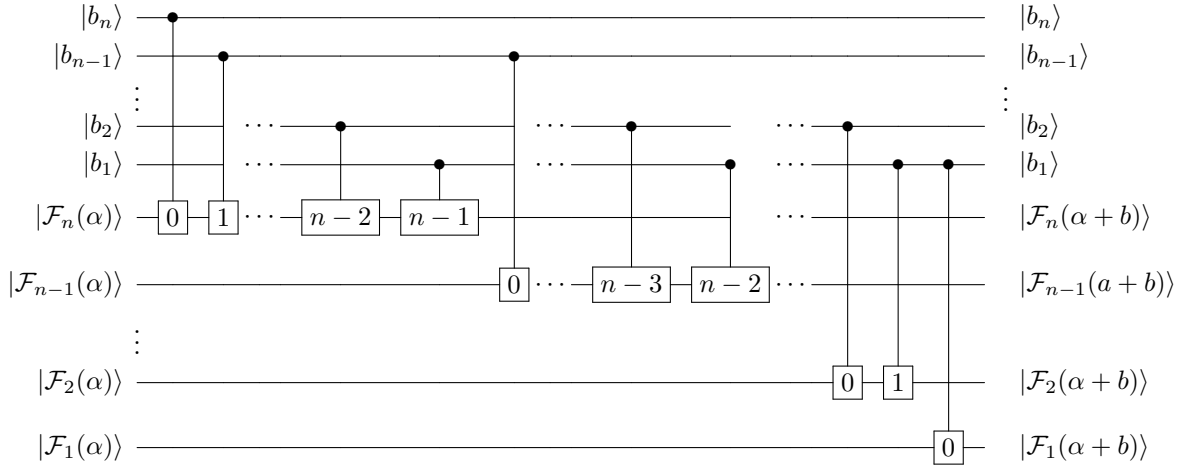 |b_n⟩ |b_n⟩
|b_{n−1}⟩ |b_{n−1}⟩
⋮ ⋮
|b_2⟩ ··· ··· ··· |b_2⟩
|b_1⟩ ··· ··· ··· |b_1⟩
|ℱ_n(α)⟩ 0 1 ··· n − 2 n − 1 ··· |ℱ_n(α + b)⟩
|ℱ_{n−1}(α)⟩ 0 ··· n − 3 n − 2 ··· |ℱ_{n−1}(a + b)⟩
⋮
|ℱ_2(α)⟩ 0 1 |ℱ_2(α + b)⟩
|ℱ_1(α)⟩ 0 |ℱ_1(α + b)⟩